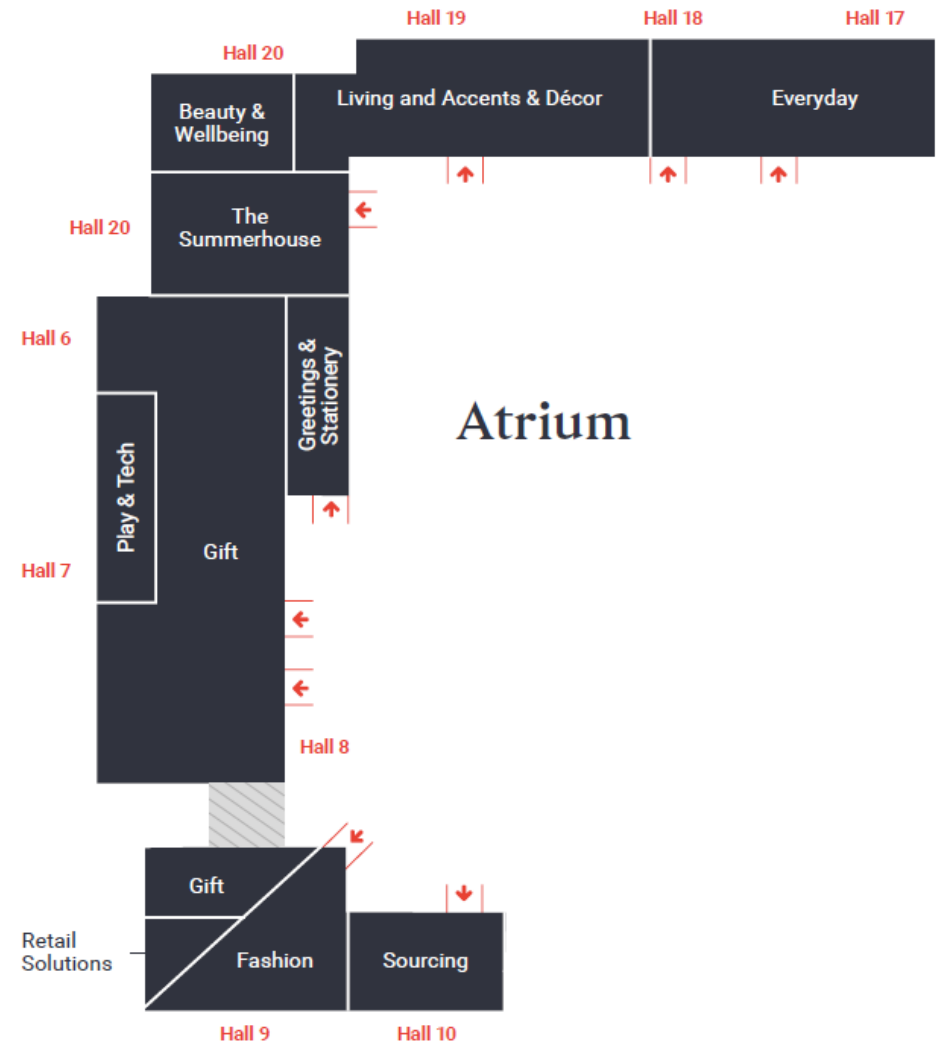 Hall 19
Hall 18
Hall 17
Hall 20
Living and Accents & Décor
Everyday
Beauty &
Wellbeing
Hall 20
The
Summerhouse
Hall 6
Greetings &
Stationery
Atrium
Play & Tech
Gift
Hall 7
Hall 8
Gift
Retail
Solutions
Fashion
Sourcing
Hall 9
Hall 10